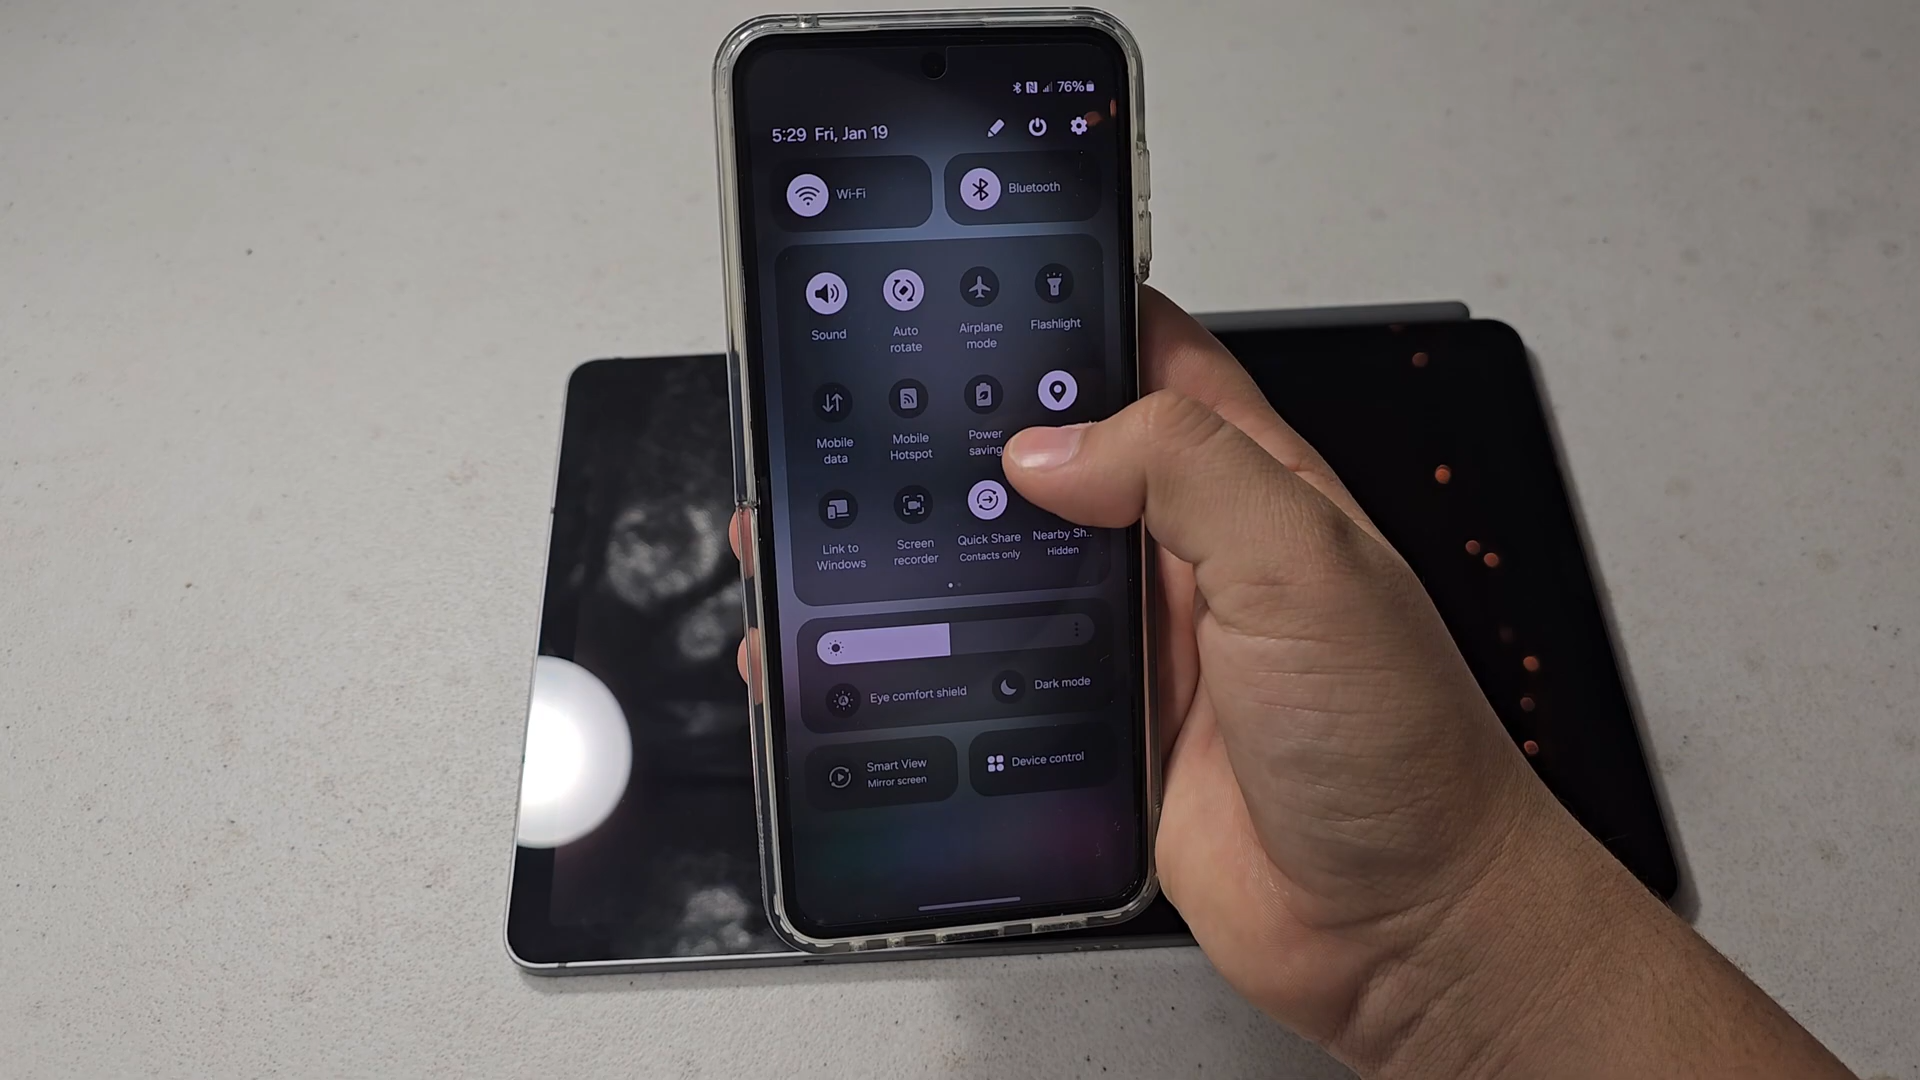 76%
5:29 Fri, Jan 19
Wi-Fi
Bluetooth
Sound
Auto
rotate
Airplane
mode
Flashlight
Mobile
data
Mobile
Hotspot
Power
saving
Link to
Windows
Screen
recorder
Quick Share
Contacts only
Nearby Sh..
Hidden
Eye comfort shield
Dark mode
Smart View
Mirror screen
Device control